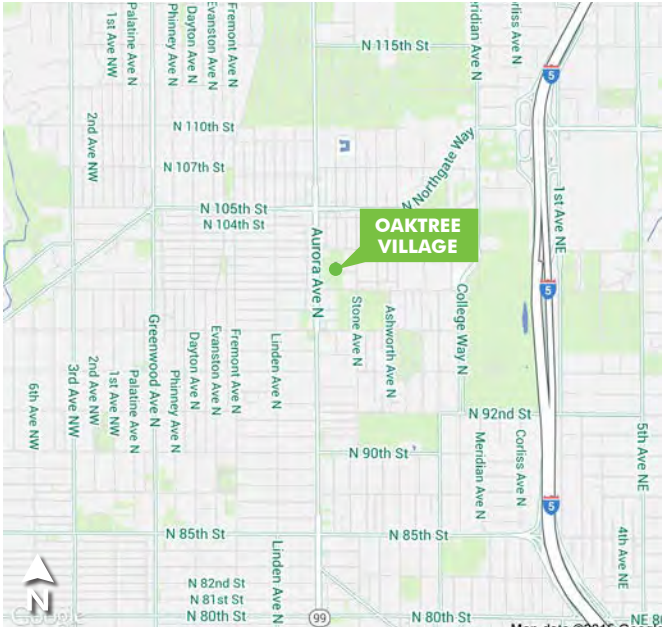 Palatine Ave N
1st Ave NW
Phinney Ave N
Dayton Ave N
Evanston Ave N
Fremont Ave N
N 115th St
ridian Ave N
orliss Ave N
5
2nd Ave NW
N 110th St
N 107th St
N Northgate Way
1st Ave NE
N 105th St
N 104th St
OAKTREE
VILLAGE
Aurora Ave N
5
Stone Ave N
Ashworth Ave N
College Way N
Greenwood Ave N
Dayton Ave N
Evanston Ave N
Fremont Ave N
Linden Ave N
6th Ave NW
3rd Ave NW
2nd Ave NW
1st Ave NW
Palatine Ave N
Phinney Ave N
N 92nd St
Meridian Ave N
Corliss Ave N
5th Ave NE
N 90th St
5
N 85th St
N 85th St
4th Ave NE
Linden Ave N
N 82nd St
N 81st St
N 80th St
99
N 80th St
NE 8
N
Google